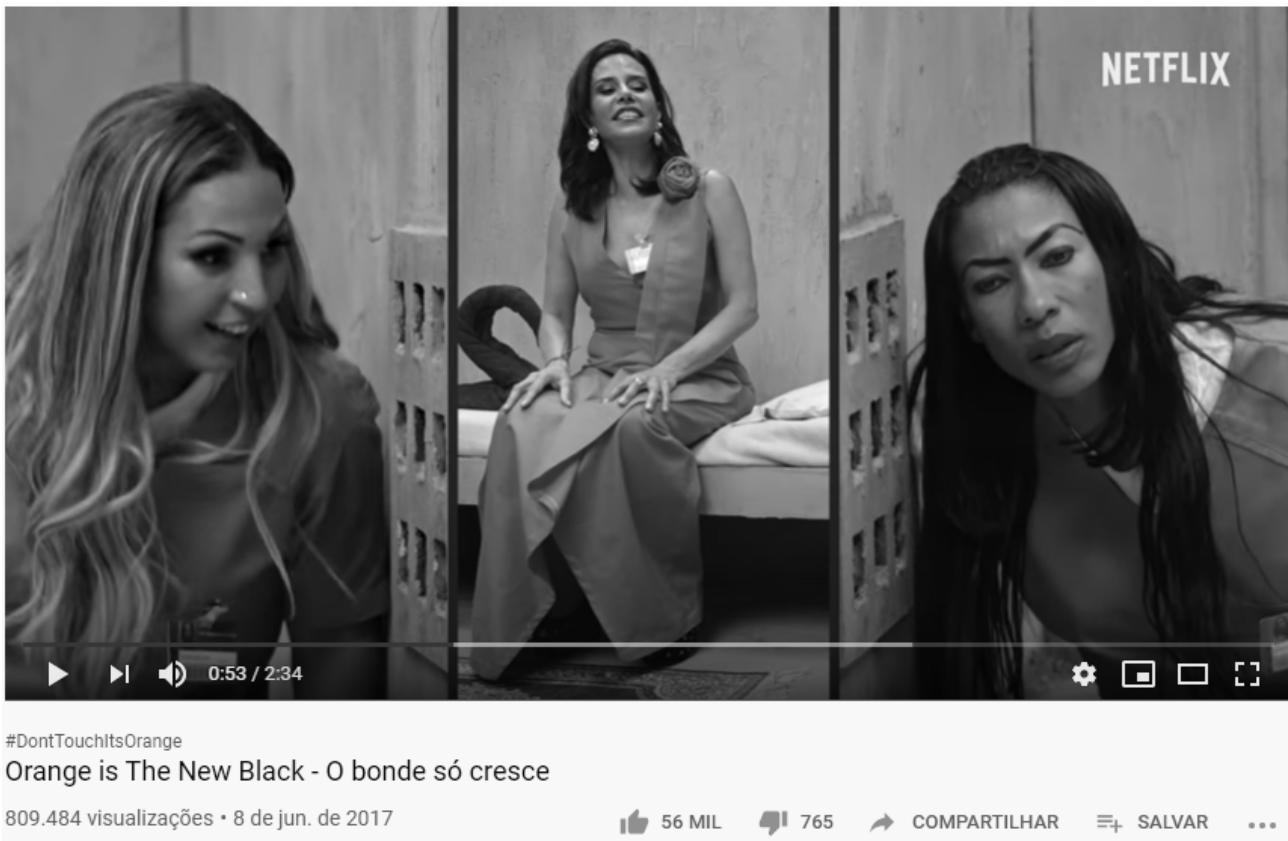 NETFLIX
0:53 / 2:34
#DontTouchItsOrange
Orange is The New Black - O bonde só cresce
809.484 visualizações • 8 de jun. de 2017
56 MIL 765 COMPARTILHAR SALVAR